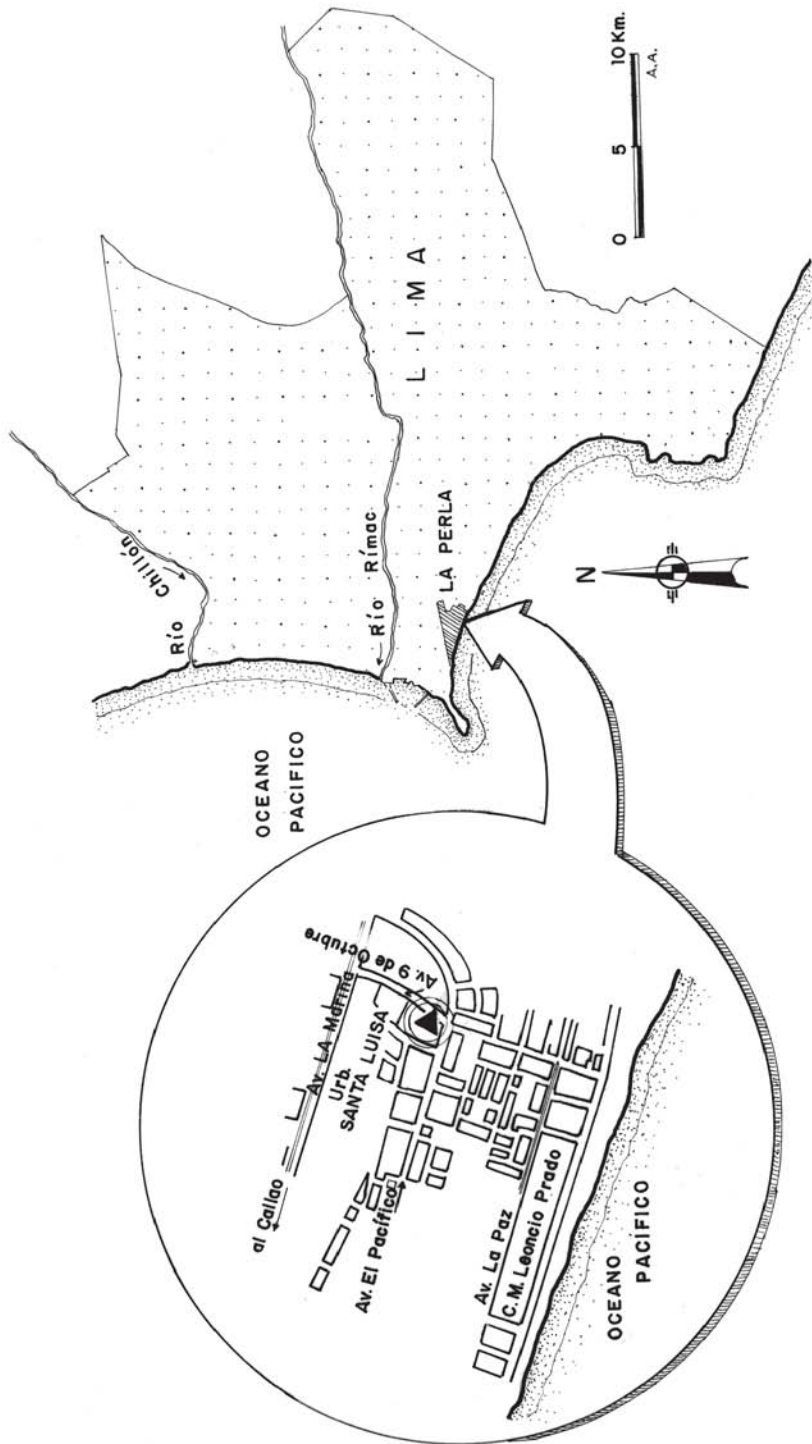 Río
Chillón
← Río Rímac
L I M A
LA PERLA
OCEANO
PACIFICO
N
0 5 10 Km.
A.A.
al Callao
Av. LA Marina
Av. 9 de Octubre
Urb.
SANTA LUISA
Av. El Pacífico
Av. La Paz
C.M. Leoncio Prado
OCEANO
PACÍFICO